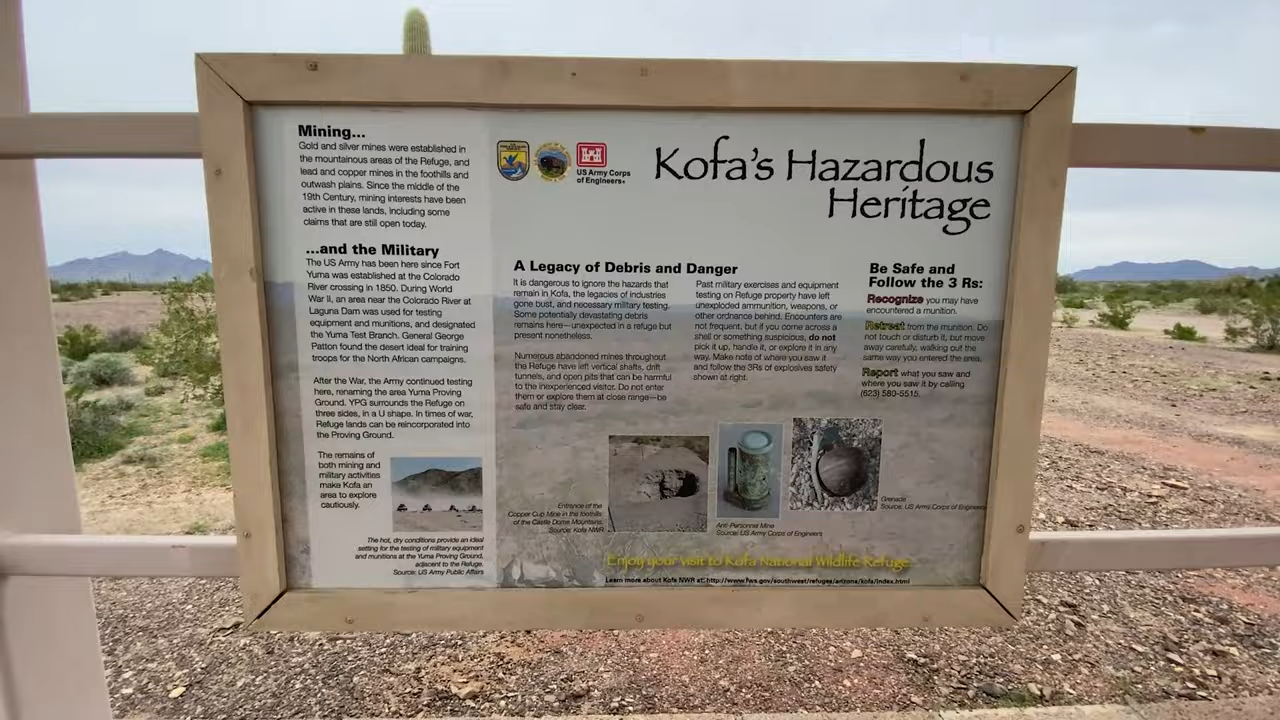 Mining...
Gold and silver mines were established in
the mountainous areas of the Refuge, and
lead and copper mines in the foothills and
outwash plains. Since the middle of the
19th Century, mining interests have been
active in these lands, including some
claims that are still open today.
...and the Military
The US Army has been here since Fort
Yuma was established at the Colorado
River crossing in 1850. During World
War II, an area near the Colorado River at
Laguna Dam was used for testing
equipment and munitions, and designated
the Yuma Test Branch. General George
Patton found the desert ideal for training
troops for the North African campaigns.
After the War, the Army continued testing
here, renaming the area Yuma Proving
Ground. YPG surrounds the Refuge on
three sides, in a U shape. In times of war,
Refuge lands can be reincorporated into
the Proving Ground.
The remains of
both mining and
military activities
make Kofa an
area to explore
cautiously.
The hot, dry conditions provide an ideal
setting for the testing of military equipment
and munitions at the Yuma Proving Ground,
adjacent to the Refuge.
Source: US Army Public Affairs
US Army Corps
of Engineers®
Kofa's Hazardous
Heritage
A Legacy of Debris and Danger
It is dangerous to ignore the hazards that
remain in Kofa, the legacies of industries
gone bust, and necessary military testing.
Some potentially devastating debris
remains here—unexpected in a refuge but
present nonetheless.
Numerous abandoned mines throughout
the Refuge have left vertical shafts, drift
tunnels, and open pits that can be harmful
to the inexperienced visitor. Do not enter
them or explore them at close range—be
safe and stay clear.
Past military exercises and equipment
testing on Refuge property have left
unexploded ammunition, weapons, or
other ordnance behind. Encounters are
not frequent, but if you come across a
shell or something suspicious, do not
pick it up, handle it, or explore it in any
way. Make note of where you saw it
and follow the 3RS of explosives safety
shown at right.
Be Safe and
Follow the 3 Rs:
Recognize you may have
encountered a munition.
Retreat from the munition. Do
not touch or disturb it, but move
away carefully, walking out the
same way you entered the area.
Report what you saw and
where you saw it by calling
(623) 580-5515.
Entrance of the
Copper Cup Mine in the foothills
of the Castle Dome Mountains.
Source: Kofa NWR
Anti-Personnel Mine
Source: US Army Corps of Engineers
Grenade
Source: US Army Corps of Engineers
Enjoy your visit to Kofa National Wildlife Refuge
Learn more about Kofa NWR at: http://www.fws.gov/southwest/refuges/arizona/kofa/index.html